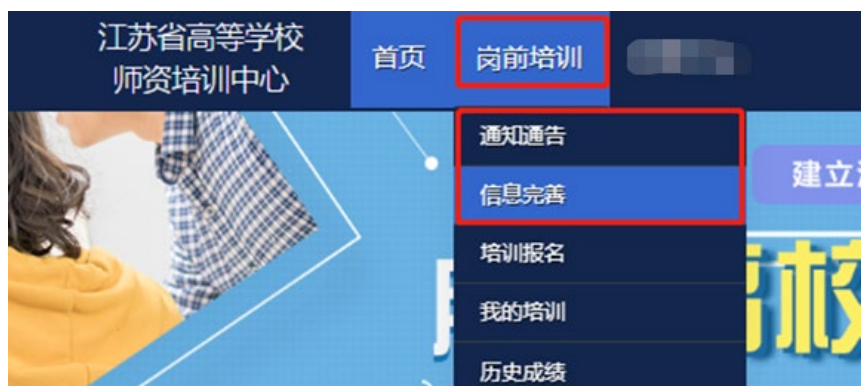 江苏省高等学校
师资培训中心
首页
岗前培训
通知通告
信息完善
建立
培训报名
我的培训
历史成绩
校